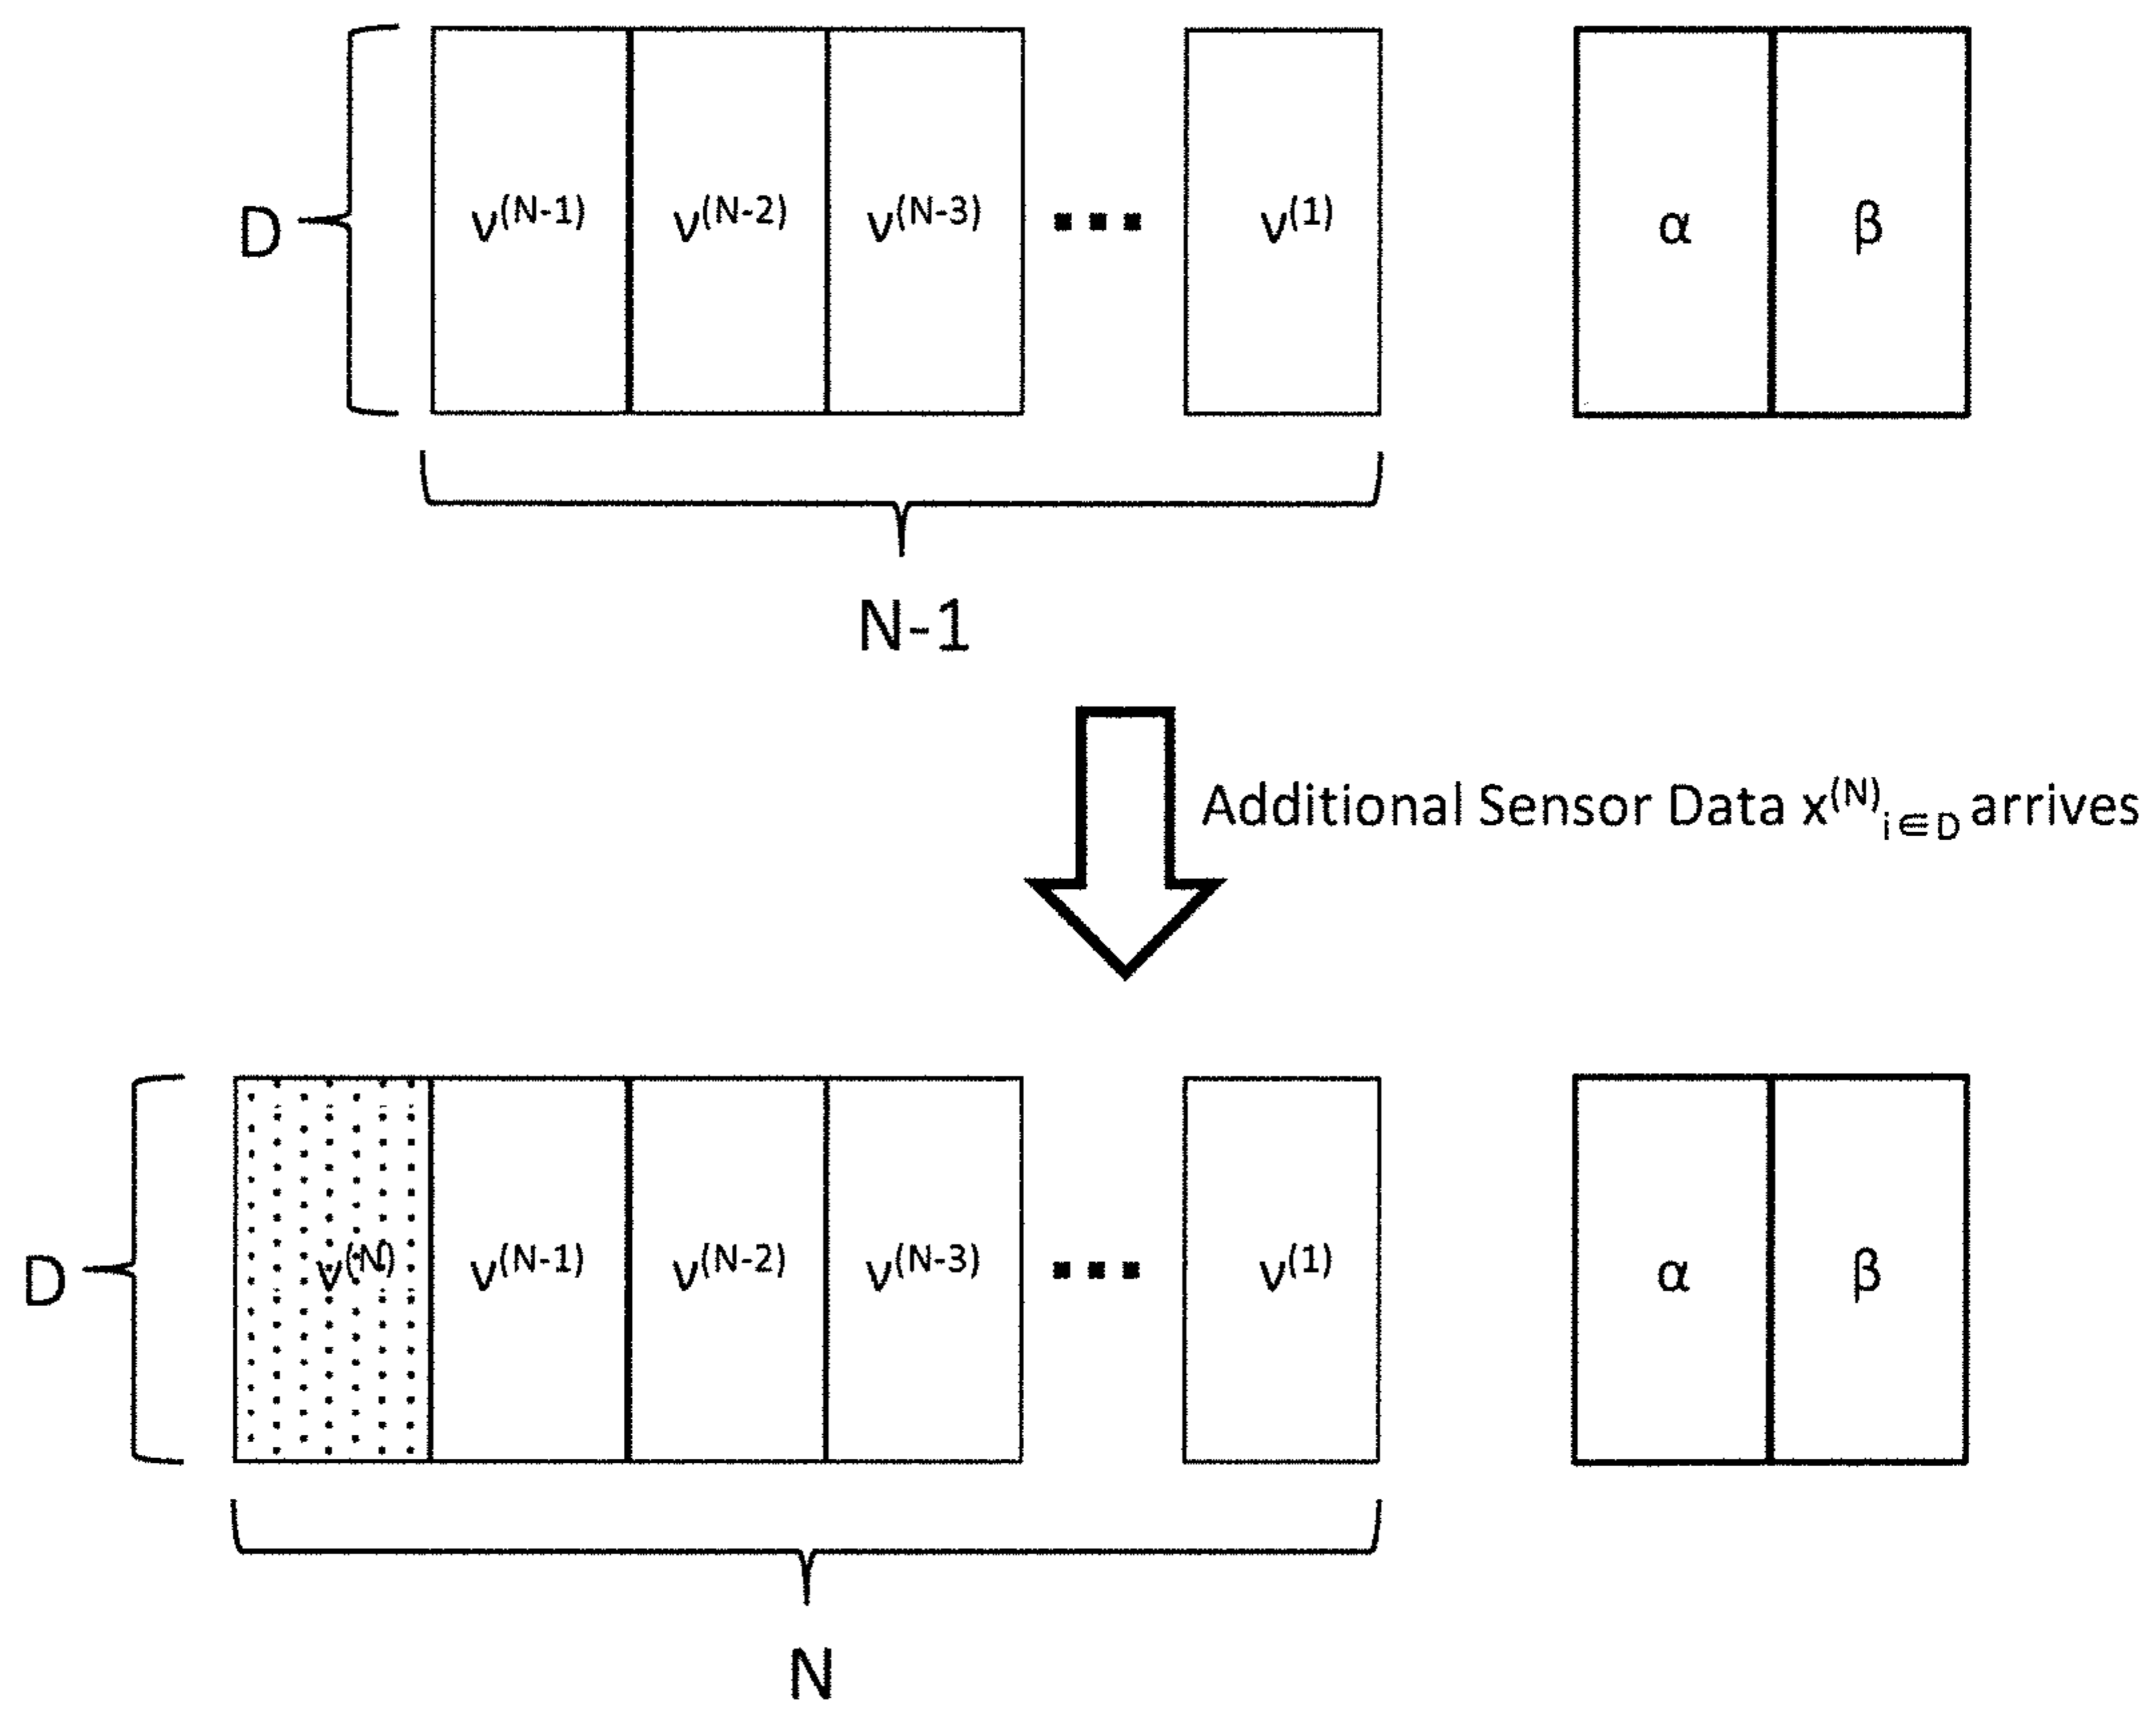 D ν⁽ᴺ⁻¹⁾ ν⁽ᴺ⁻²⁾ ν⁽ᴺ⁻³⁾ ... ν⁽¹⁾ α β
N-1
Additional Sensor Data x⁽ᴺ⁾ᵢ∈D arrives
D ν⁽ᴺ⁾ ν⁽ᴺ⁻¹⁾ ν⁽ᴺ⁻²⁾ ν⁽ᴺ⁻³⁾ ... ν⁽¹⁾ α β
N